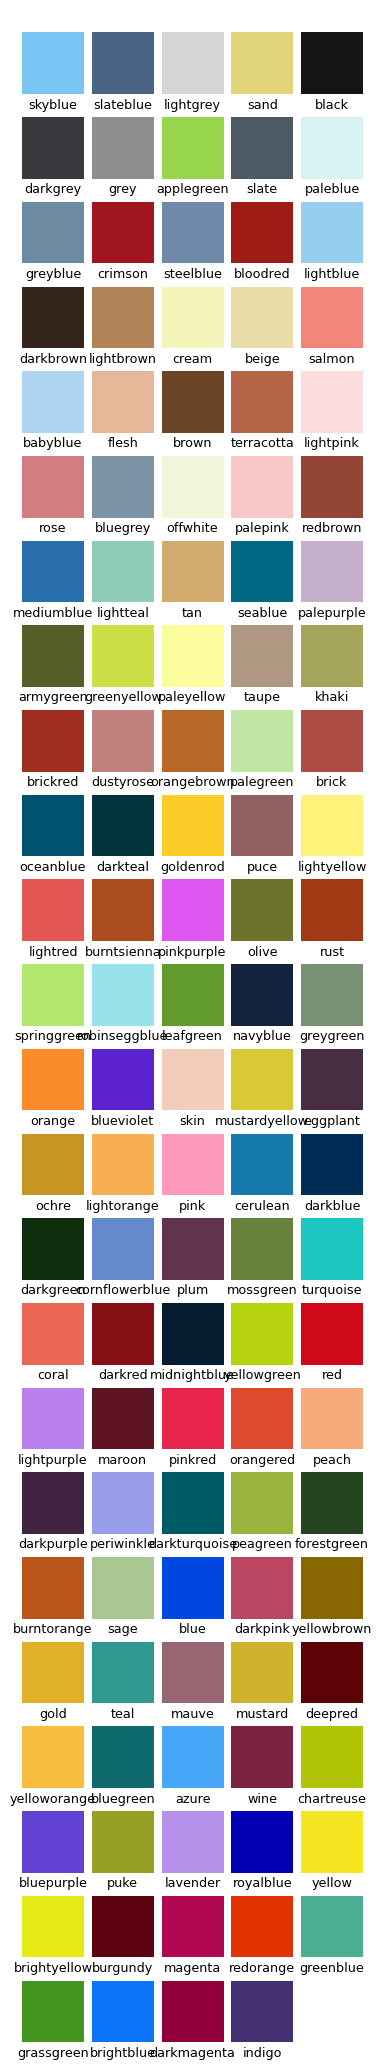 skyblue slateblue lightgrey sand black
darkgrey grey applegreen slate paleblue
greyblue crimson steelblue bloodred lightblue
darkbrown lightbrown cream beige salmon
babyblue flesh brown terracotta lightpink
rose bluegrey offwhite palepink redbrown
mediumblue lightteal tan seablue palepurple
armygreen greenyellow paleyellow taupe khaki
brickred dustyrose orangebrown palegreen brick
oceanblue darkteal goldenrod puce lightyellow
lightred burntsienna pinkpurple olive rust
springgreen robinseggblue leafgreen navyblue greygreen
orange blueviolet skin mustardyellow eggplant
ochre lightorange pink cerulean darkblue
darkgreen cornflowerblue plum mossgreen turquoise
coral darkred midnightblue yellowgreen red
lightpurple maroon pinkred orangered peach
darkpurple periwinkle darkturquoise peagreen forestgreen
burntorange sage blue darkpink yellowbrown
gold teal mauve mustard deepred
yelloworange bluegreen azure wine chartreuse
bluepurple puke lavender royalblue yellow
brightyellow burgundy magenta redorange greenblue
grassgreen brightblue darkmagenta indigo